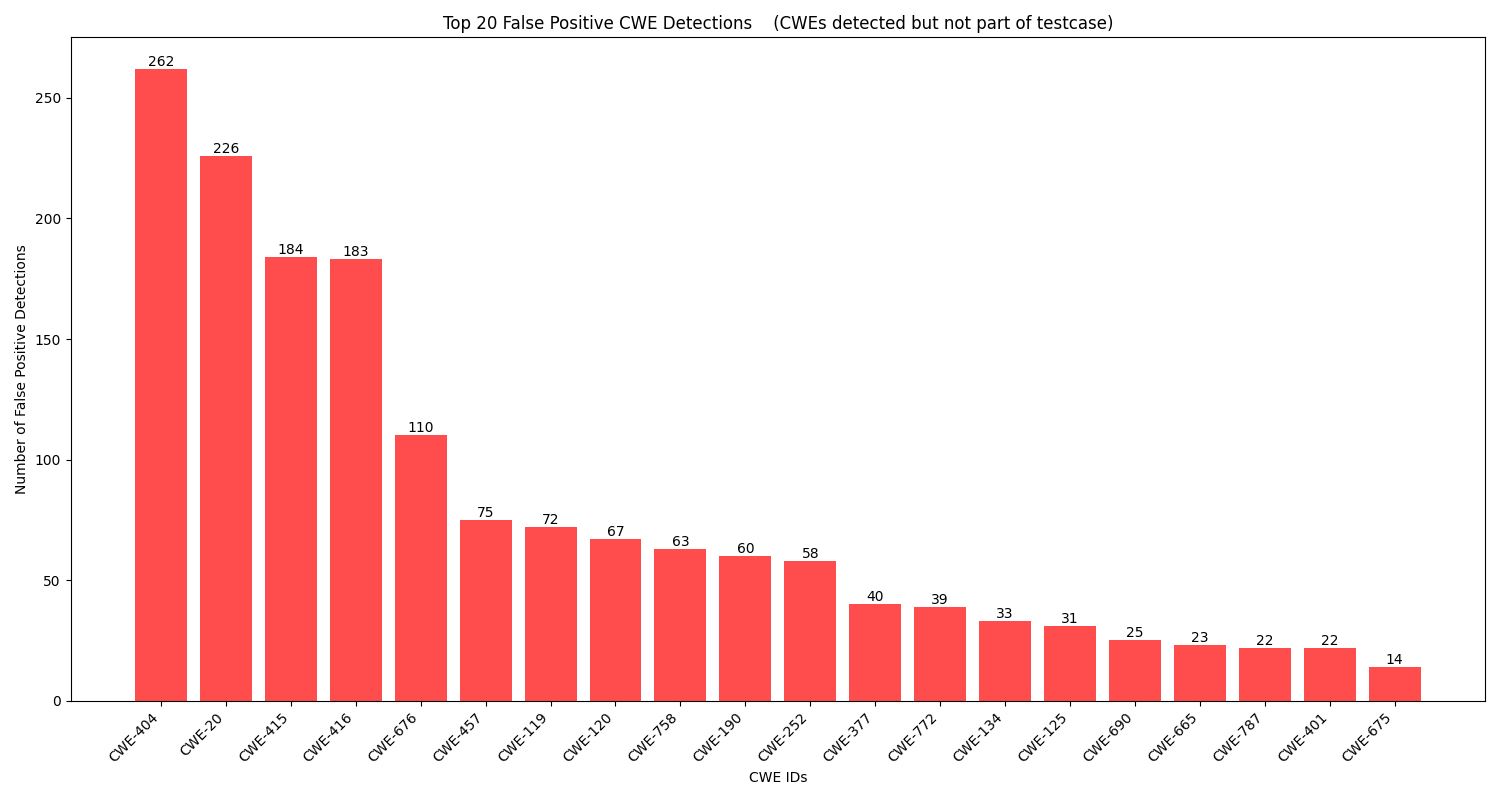 Top 20 False Positive CWE Detections    (CWEs detected but not part of testcase)
Number of False Positive Detections
250
200
150
100
50
0
262
226
184
183
110
75
72
67
63
60
58
40
39
33
31
25
23
22
22
14
CWE-404
CWE-20
CWE-415
CWE-416
CWE-676
CWE-457
CWE-119
CWE-120
CWE-758
CWE-190
CWE-252
CWE-377
CWE-772
CWE-134
CWE-125
CWE-690
CWE-665
CWE-787
CWE-401
CWE-675
CWE IDs